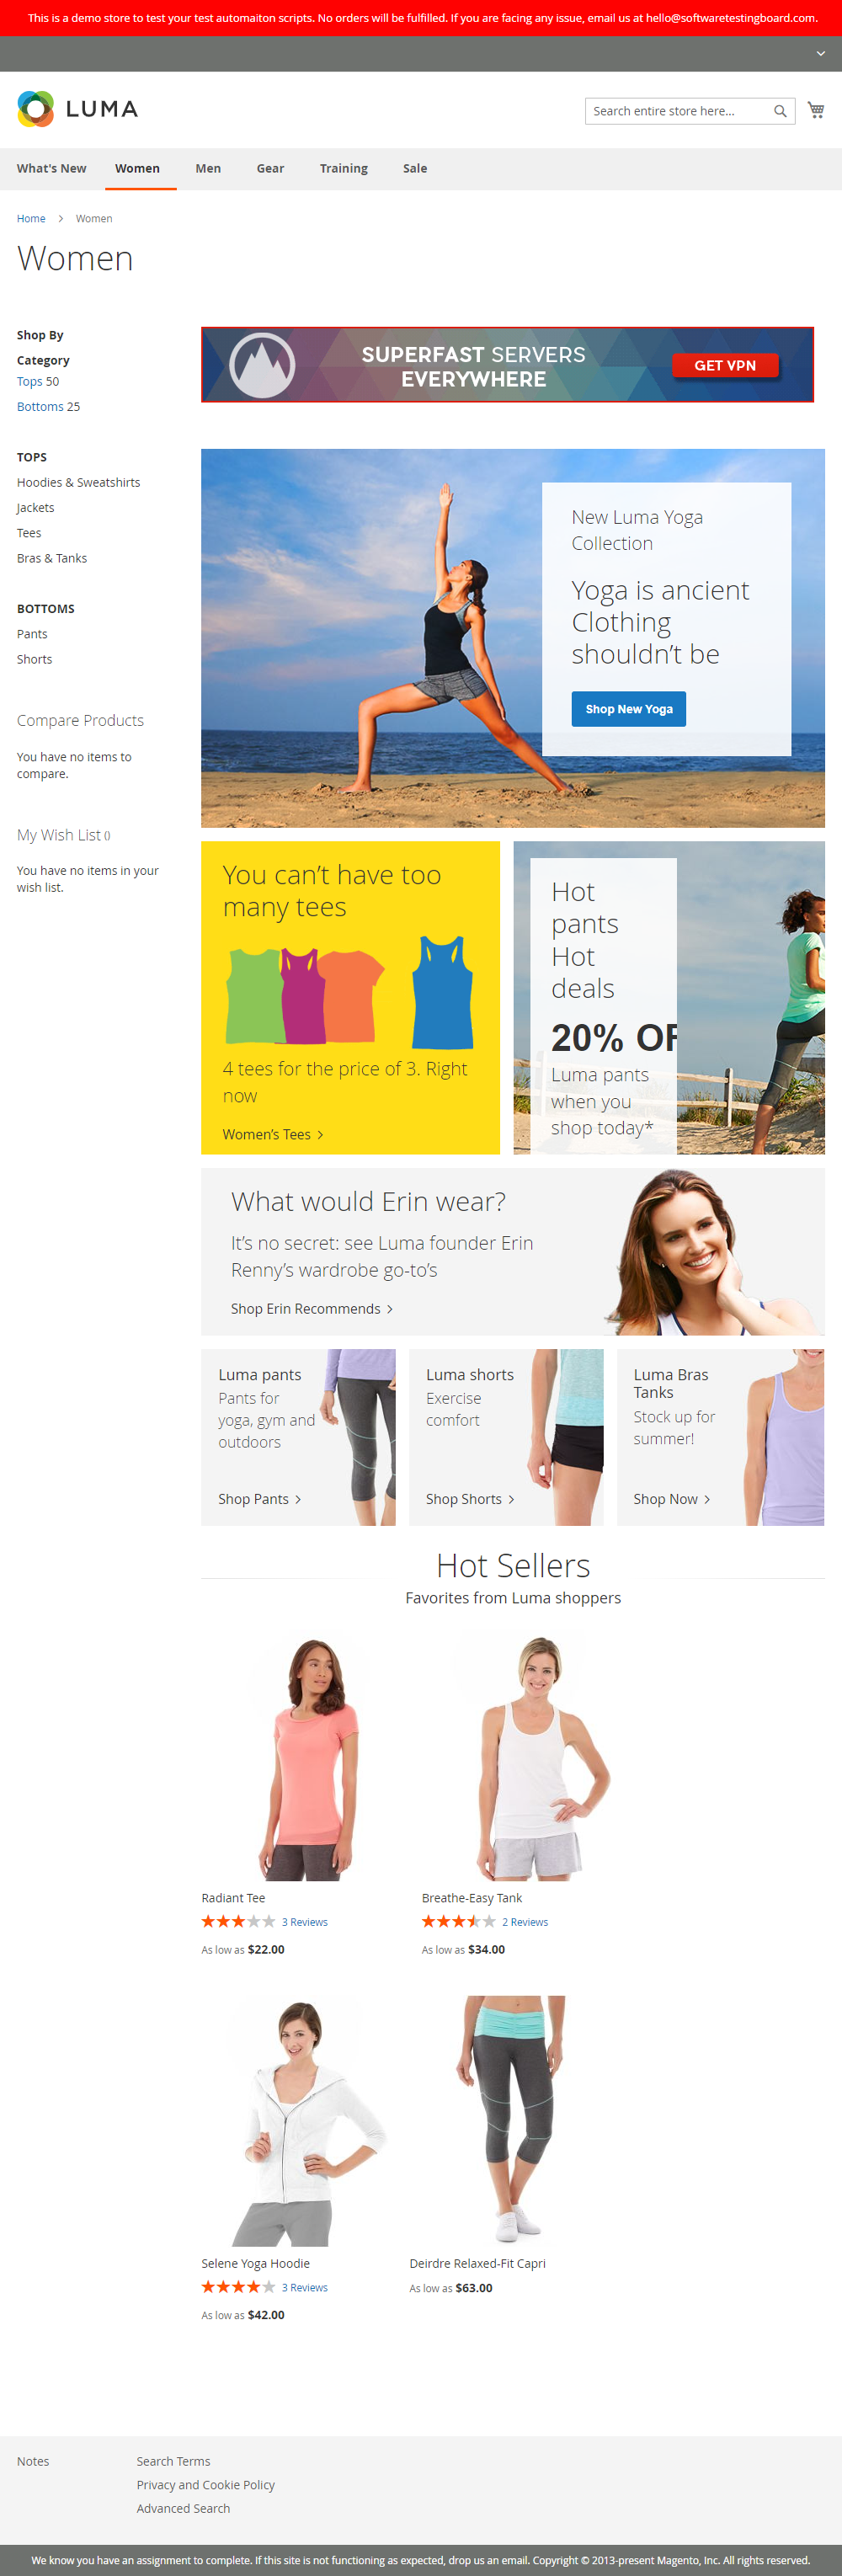 This is a demo store to test your test automaiton scripts. No orders will be fulfilled. If you are facing any issue, email us at hello@softwaretestingboard.com.
LUMA
Search entire store here...
What's New
Women
Men
Gear
Training
Sale
Home > Women
Women
Shop By
Category
Tops 50
Bottoms 25
TOPS
Hoodies & Sweatshirts
Jackets
Tees
Bras & Tanks
BOTTOMS
Pants
Shorts
Compare Products
You have no items to
compare.
My Wish List ()
You have no items in your
wish list.
SUPERFAST SERVERS
EVERYWHERE
GET VPN
New Luma Yoga
Collection
Yoga is ancient
Clothing
shouldn’t be
Shop New Yoga
You can’t have too
many tees
4 tees for the price of 3. Right
now
Women’s Tees >
Hot
pants
Hot
deals
20% OF
Luma pants
when you
shop today*
What would Erin wear?
It’s no secret: see Luma founder Erin
Renny’s wardrobe go-to’s
Shop Erin Recommends >
Luma pants
Pants for
yoga, gym and
outdoors
Shop Pants >
Luma shorts
Exercise
comfort
Shop Shorts >
Luma Bras
Tanks
Stock up for
summer!
Shop Now >
Hot Sellers
Favorites from Luma shoppers
Radiant Tee
3 Reviews
As low as $22.00
Breathe-Easy Tank
2 Reviews
As low as $34.00
Selene Yoga Hoodie
3 Reviews
As low as $42.00
Deirdre Relaxed-Fit Capri
As low as $63.00
Notes
Search Terms
Privacy and Cookie Policy
Advanced Search
We know you have an assignment to complete. If this site is not functioning as expected, drop us an email. Copyright © 2013-present Magento, Inc. All rights reserved.